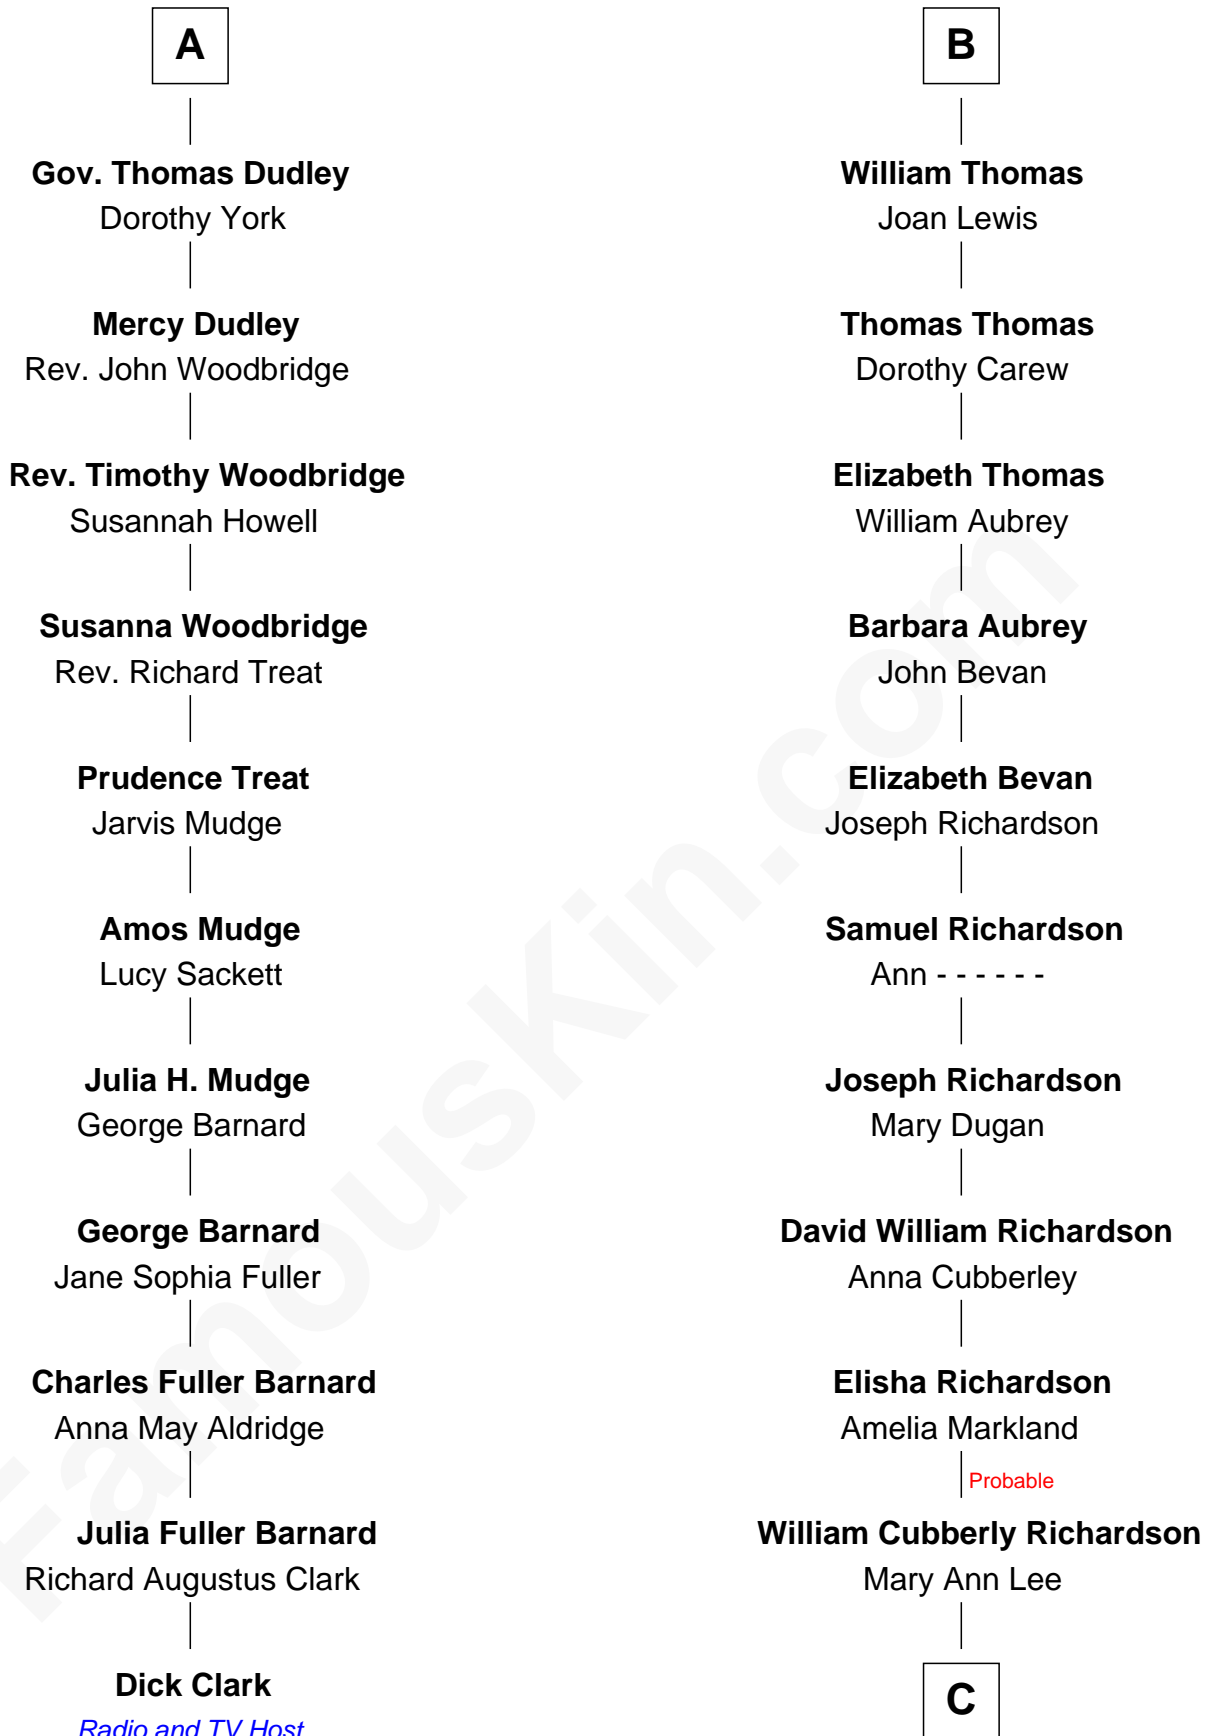 A
Gov. Thomas Dudley
Dorothy York
Mercy Dudley
Rev. John Woodbridge
Rev. Timothy Woodbridge
Susannah Howell
Susanna Woodbridge
Rev. Richard Treat
Prudence Treat
Jarvis Mudge
Amos Mudge
Lucy Sackett
Julia H. Mudge
George Barnard
George Barnard
Jane Sophia Fuller
Charles Fuller Barnard
Anna May Aldridge
Julia Fuller Barnard
Richard Augustus Clark
Dick Clark
Radio and TV Host
B
William Thomas
Joan Lewis
Thomas Thomas
Dorothy Carew
Elizabeth Thomas
William Aubrey
Barbara Aubrey
John Bevan
Elizabeth Bevan
Joseph Richardson
Samuel Richardson
Ann - - - - - -
Joseph Richardson
Mary Dugan
David William Richardson
Anna Cubberley
Elisha Richardson
Amelia Markland
Probable
William Cubberly Richardson
Mary Ann Lee
C
FamousKin.com